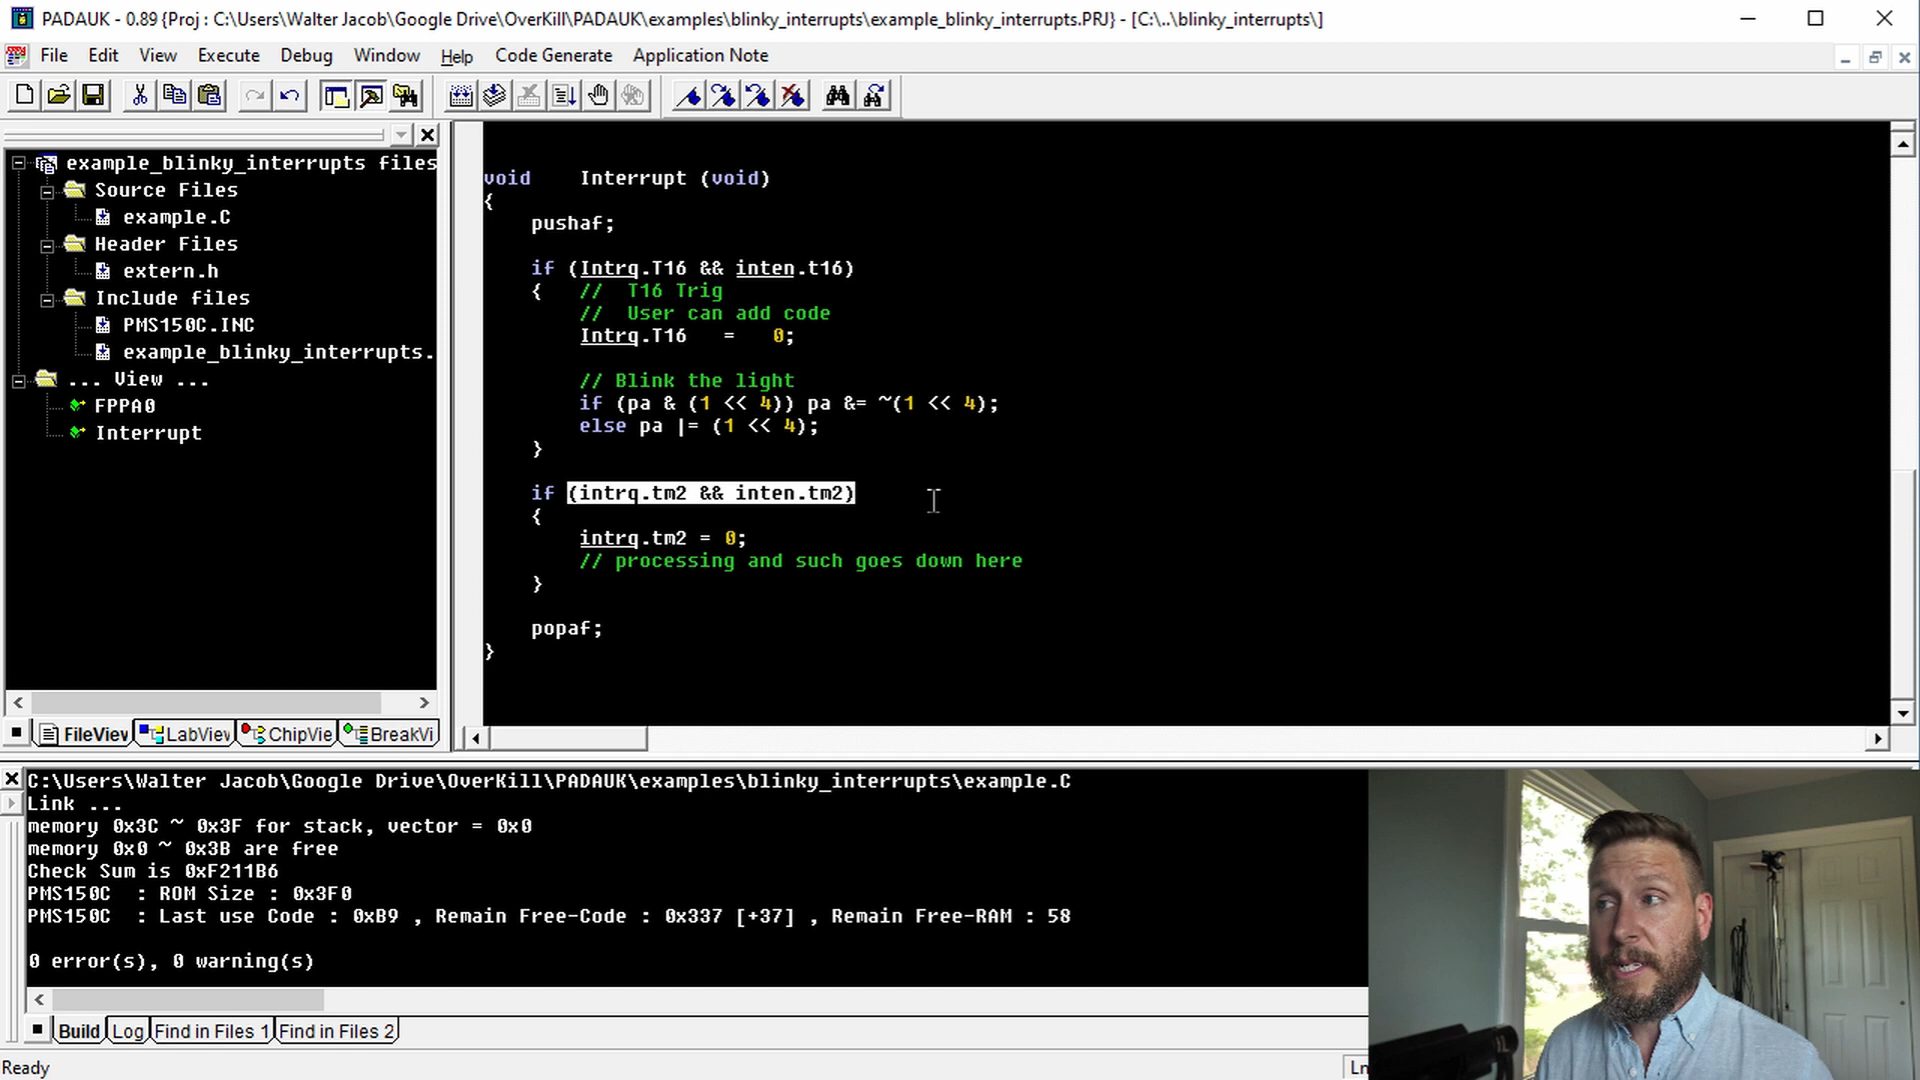 PADAUK - 0.89 {Proj : C:\Users\Walter Jacob\Google Drive\OverKill\PADAUK\examples\blinky_interrupts\example_blinky_interrupts.PRJ} - [C:\..\blinky_interrupts\]
File Edit View Execute Debug Window Help Code Generate Application Note
example_blinky_interrupts files
Source Files
example.C
Header Files
extern.h
Include files
PMS150C.INC
example_blinky_interrupts.
... View ...
FPPA0
Interrupt
FileView LabView ChipVie BreakVi
void Interrupt (void)
{
pushaf;
if (Intrq.T16 && inten.t16)
{ // T16 Trig
// User can add code
Intrq.T16 = 0;
// Blink the light
if (pa & (1 << 4)) pa &= ~(1 << 4);
else pa |= (1 << 4);
}
if (intrq.tm2 && inten.tm2)
{
intrq.tm2 = 0;
// processing and such goes down here
}
popaf;
}
C:\Users\Walter Jacob\Google Drive\OverKill\PADAUK\examples\blinky_interrupts\example.C
Link ...
memory 0x3C ~ 0x3F for stack, vector = 0x0
memory 0x0 ~ 0x3B are free
Check Sum is 0xF211B6
PMS150C : ROM Size : 0x3F0
PMS150C : Last use Code : 0xB9 , Remain Free-Code : 0x337 [+37] , Remain Free-RAM : 58
0 error(s), 0 warning(s)
Build Log Find in Files 1 Find in Files 2
Ready Ln